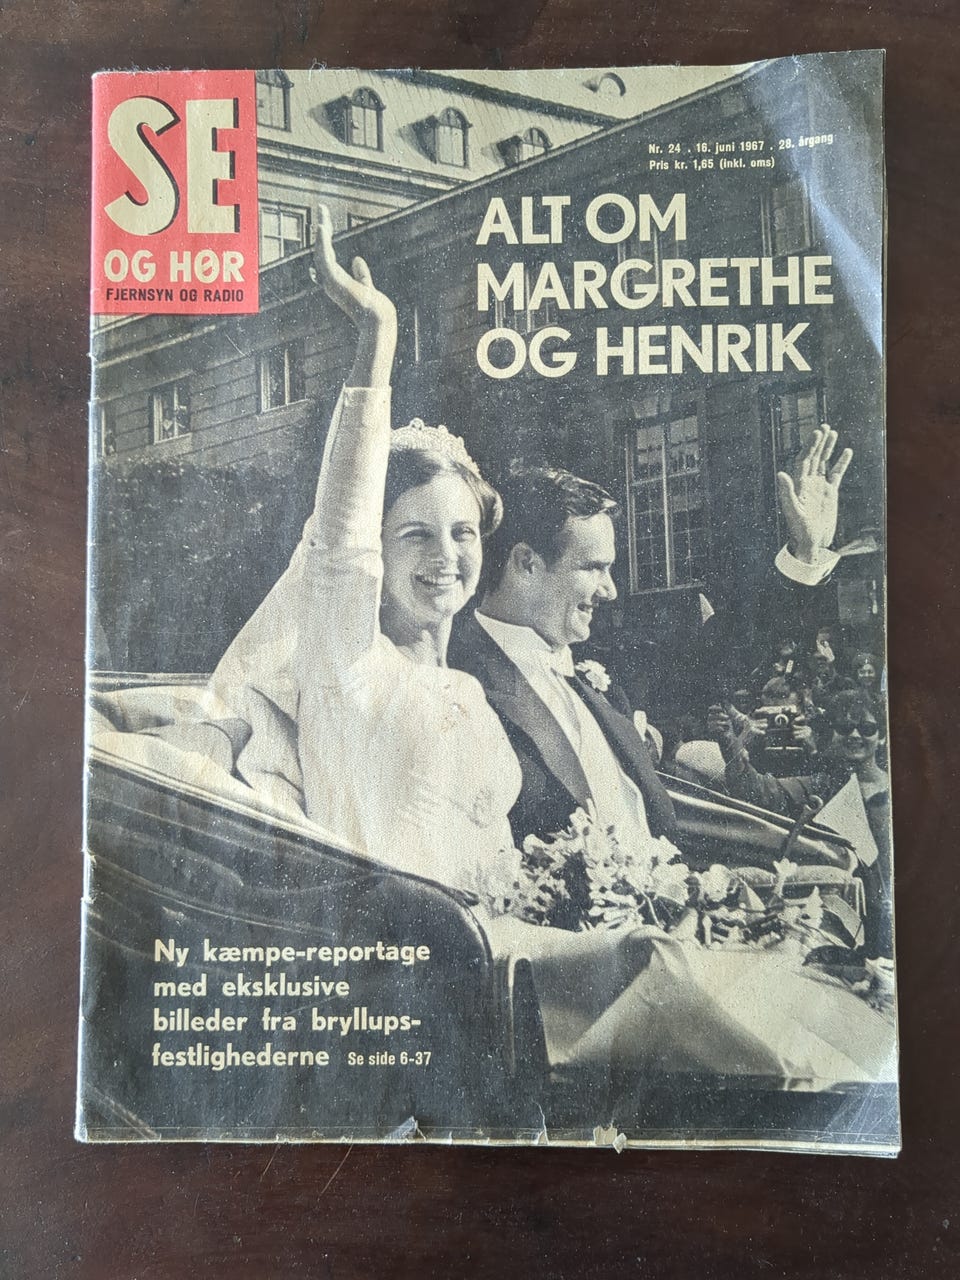 SE
OG HØR
FJERNSYN OG RADIO
Nr. 24 . 16. juni 1967 . 28. årgang
Pris kr. 1,65 (inkl. oms)
ALT OM
MARGRETHE
OG HENRIK
Ny kæmpe-reportage
med eksklusive
billeder fra bryllups-
festlighederne Se side 6-37